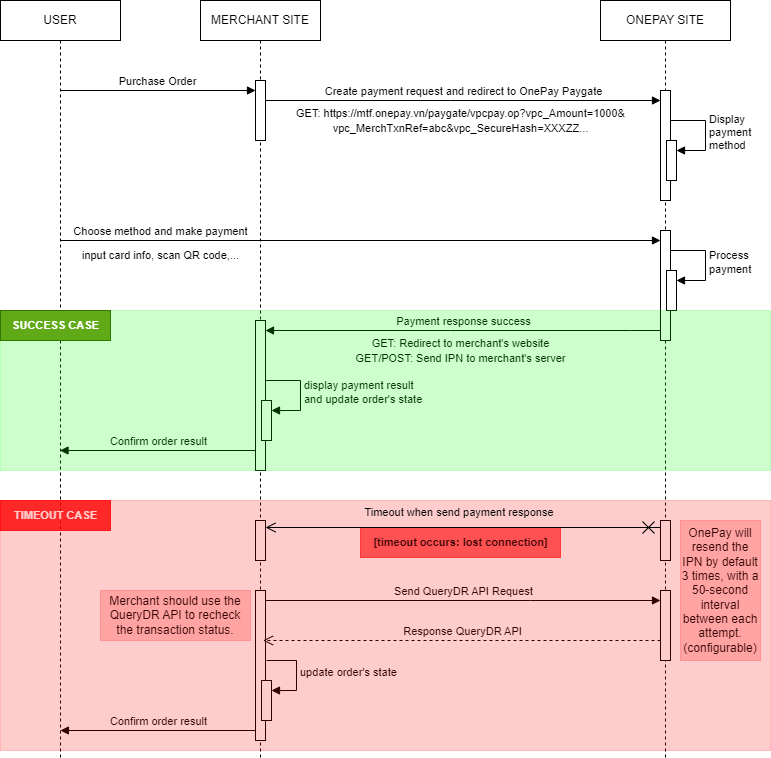 USER
MERCHANT SITE
ONEPAY SITE
Purchase Order
Create payment request and redirect to OnePay Paygate
GET: https://mtf.onepay.vn/paygate/vpcpay.op?vpc_Amount=1000&
vpc_MerchTxnRef=abc&vpc_SecureHash=XXXZZ...
Display
payment
method
Choose method and make payment
input card info, scan QR code,...
Process
payment
SUCCESS CASE
Payment response success
GET: Redirect to merchant's website
GET/POST: Send IPN to merchant's server
display payment result
and update order's state
Confirm order result
TIMEOUT CASE
Timeout when send payment response
[timeout occurs: lost connection]
OnePay will
resend the
IPN by default
3 times, with a
50-second
interval
between each
attempt.
(configurable)
Merchant should use the
QueryDR API to recheck
the transaction status.
Send QueryDR API Request
Response QueryDR API
update order's state
Confirm order result